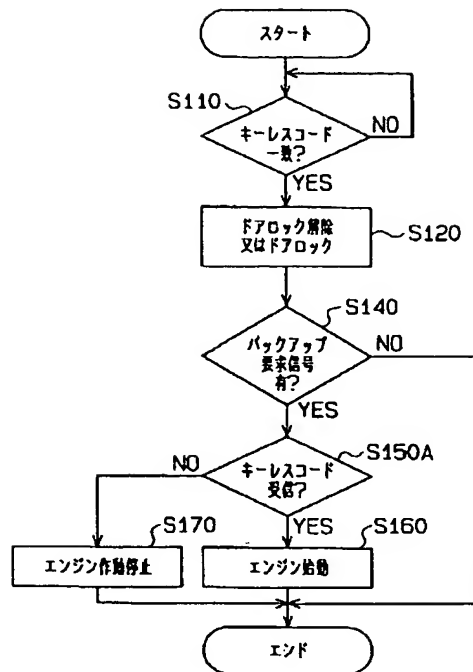 スタート
S110
キーレスコード
一致?
NO
YES
ドアロック解除
又はドアロック
S120
S140
バックアップ
要求信号
有?
NO
YES
S150A
キーレスコード
受信?
NO
YES
S170
エンジン作動停止
S160
エンジン始動
エンド